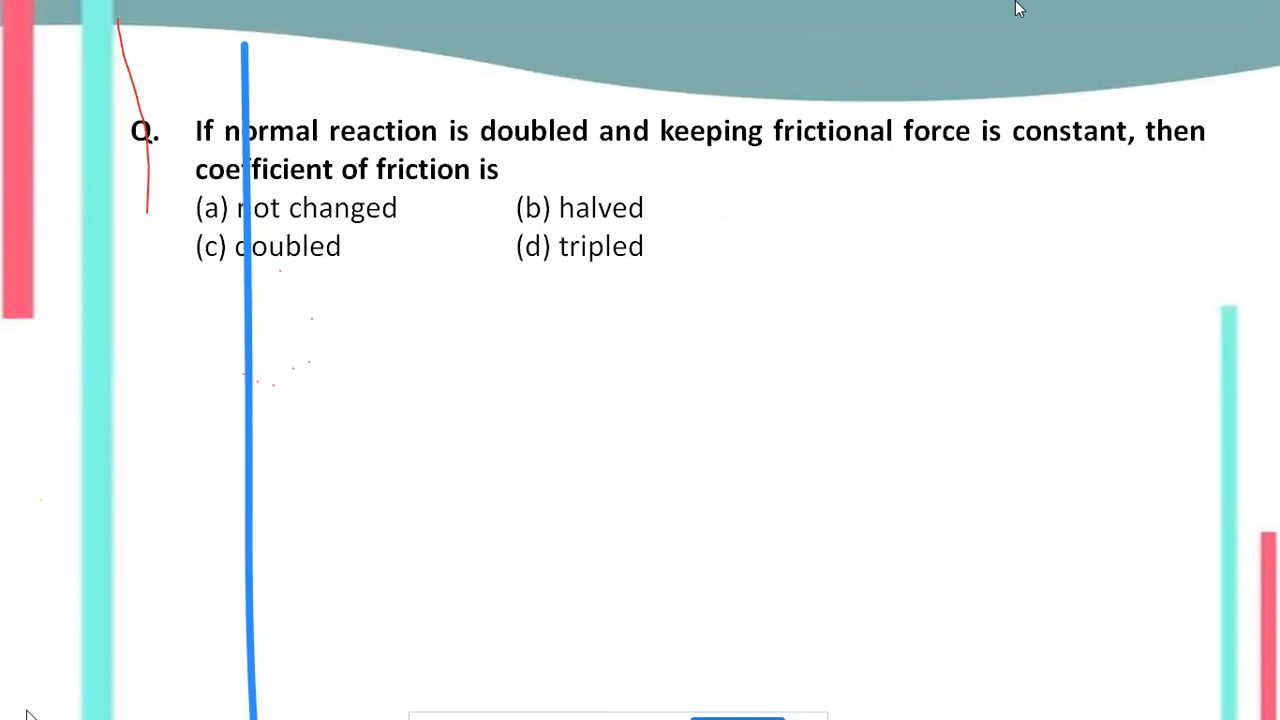 Q. If normal reaction is doubled and keeping frictional force is constant, then
coefficient of friction is
(a) not changed (b) halved
(c) doubled (d) tripled